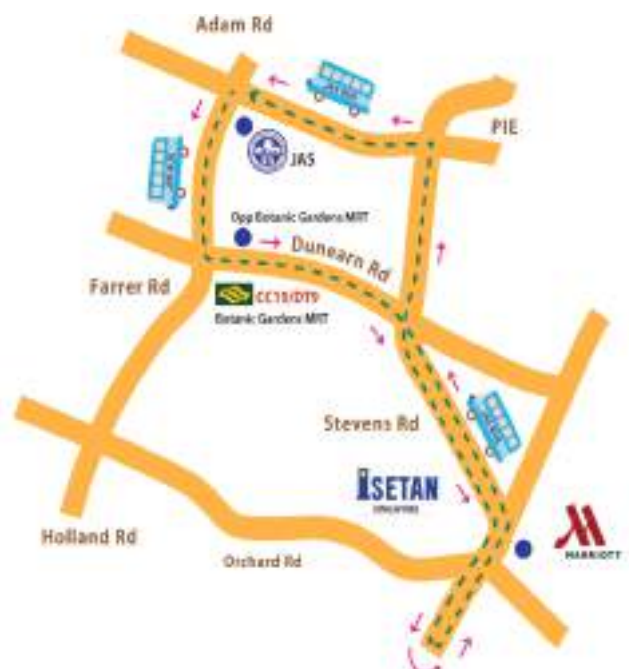 Adam Rd
PIE
JAS
Opp Botanic Gardens MRT
Dunearn Rd
Farrer Rd
CC19/DT9
Botanic Gardens MRT
Stevens Rd
ISETAN
SINGAPORE
MARRIOTT
Holland Rd
Orchard Rd